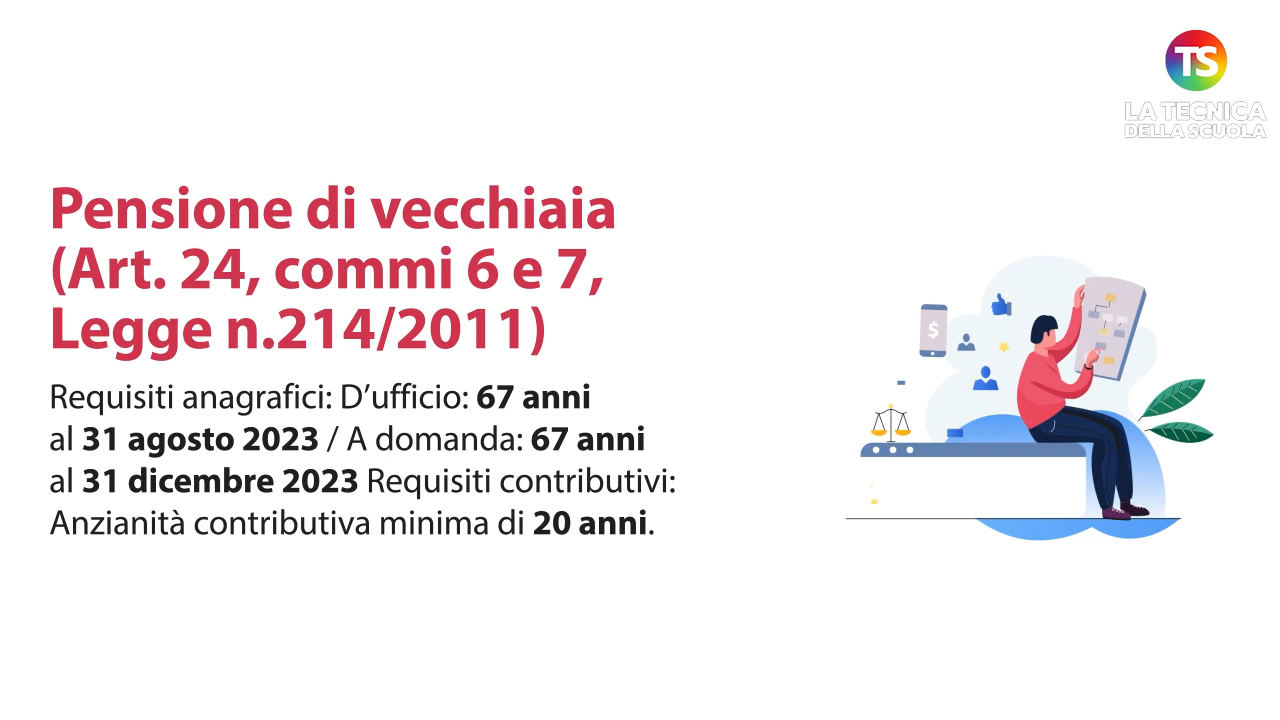 TS
LA TECNICA
DELLA SCUOLA
Pensione di vecchiaia
(Art. 24, commi 6 e 7,
Legge n.214/2011)
Requisiti anagrafici: D’ufficio: 67 anni
al 31 agosto 2023 / A domanda: 67 anni
al 31 dicembre 2023 Requisiti contributivi:
Anzianità contributiva minima di 20 anni.
$